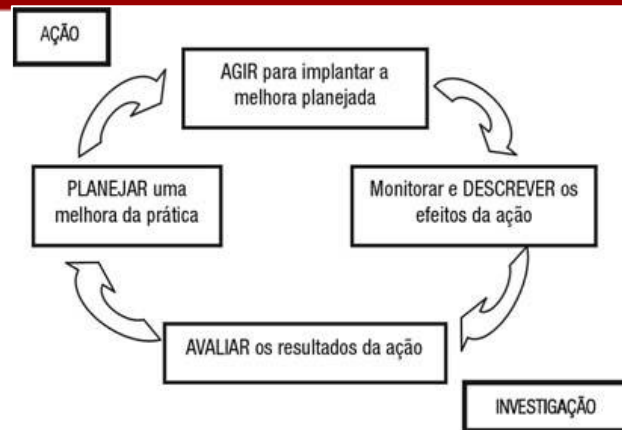 AÇÃO
AGIR para implantar a
melhora planejada
PLANEJAR uma
melhora da prática
Monitorar e DESCREVER os
efeitos da ação
AVALIAR os resultados da ação
INVESTIGAÇÃO